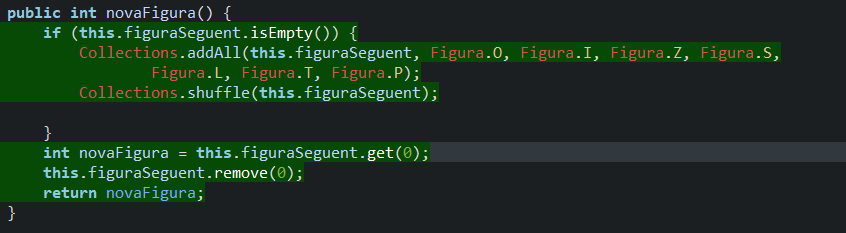 public int novaFigura() {
    if (this.figuraSeguent.isEmpty()) {
        Collections.addAll(this.figuraSeguent, Figura.O, Figura.I, Figura.Z, Figura.S,
                Figura.L, Figura.T, Figura.P);
        Collections.shuffle(this.figuraSeguent);

    }
    int novaFigura = this.figuraSeguent.get(0);
    this.figuraSeguent.remove(0);
    return novaFigura;
}